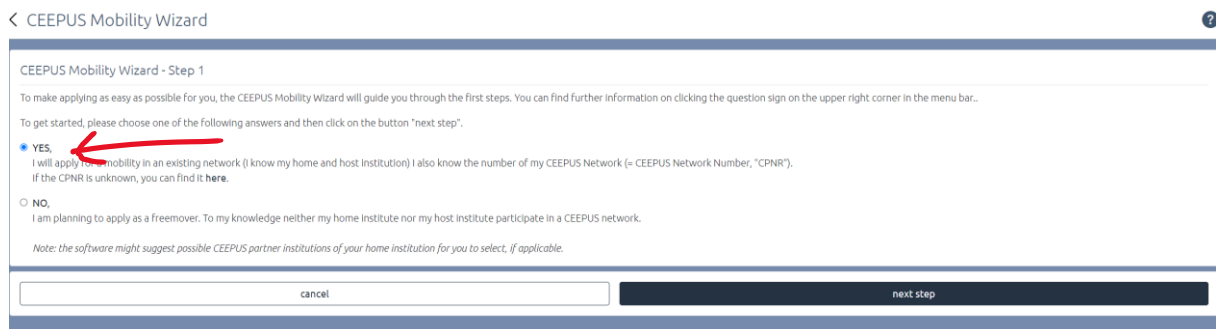 CEEPUS Mobility Wizard
?
CEEPUS Mobility Wizard - Step 1
To make applying as easy as possible for you, the CEEPUS Mobility Wizard will guide you through the first steps. You can find further information on clicking the question sign on the upper right corner in the menu bar..
To get started, please choose one of the following answers and then click on the button "next step".
YES,
I will apply for a mobility in an existing network (I know my home and host institution) I also know the number of my CEEPUS Network (= CEEPUS Network Number, "CPNR").
If the CPNR is unknown, you can find it here.
NO,
I am planning to apply as a freemover. To my knowledge neither my home institute nor my host institute participate in a CEEPUS network.
Note: the software might suggest possible CEEPUS partner institutions of your home institution for you to select, if applicable.
cancel
next step